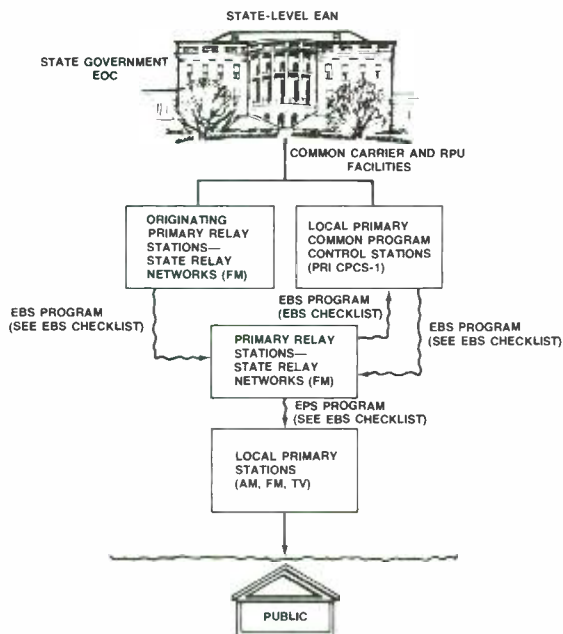 STATE-LEVEL EAN
STATE GOVERNMENT
EOC
COMMON CARRIER AND RPU
FACILITIES
ORIGINATING
PRIMARY RELAY
STATIONS—
STATE RELAY
NETWORKS (FM)
LOCAL PRIMARY
COMMON PROGRAM
CONTROL STATIONS
(PRI CPCS-1)
EBS PROGRAM
(SEE EBS CHECKLIST)
EBS PROGRAM
(EBS CHECKLIST)
EBS PROGRAM
(SEE EBS CHECKLIST)
PRIMARY RELAY
STATIONS—
STATE RELAY
NETWORKS (FM)
EPS PROGRAM
(SEE EBS CHECKLIST)
LOCAL PRIMARY
STATIONS
(AM, FM, TV)
PUBLIC